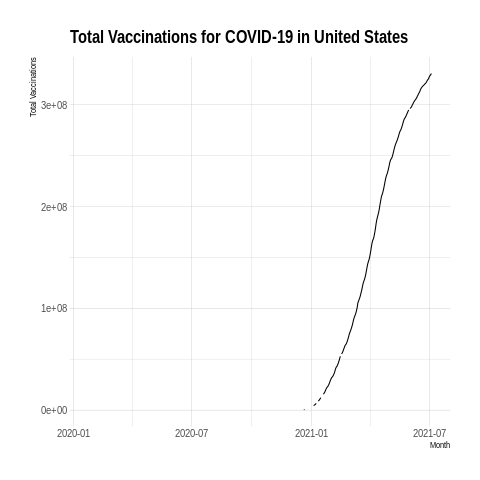 Total Vaccinations for COVID-19 in United States
Total Vaccinations
3e+08
2e+08
1e+08
0e+00
2020-01 2020-07 2021-01 2021-07
Month